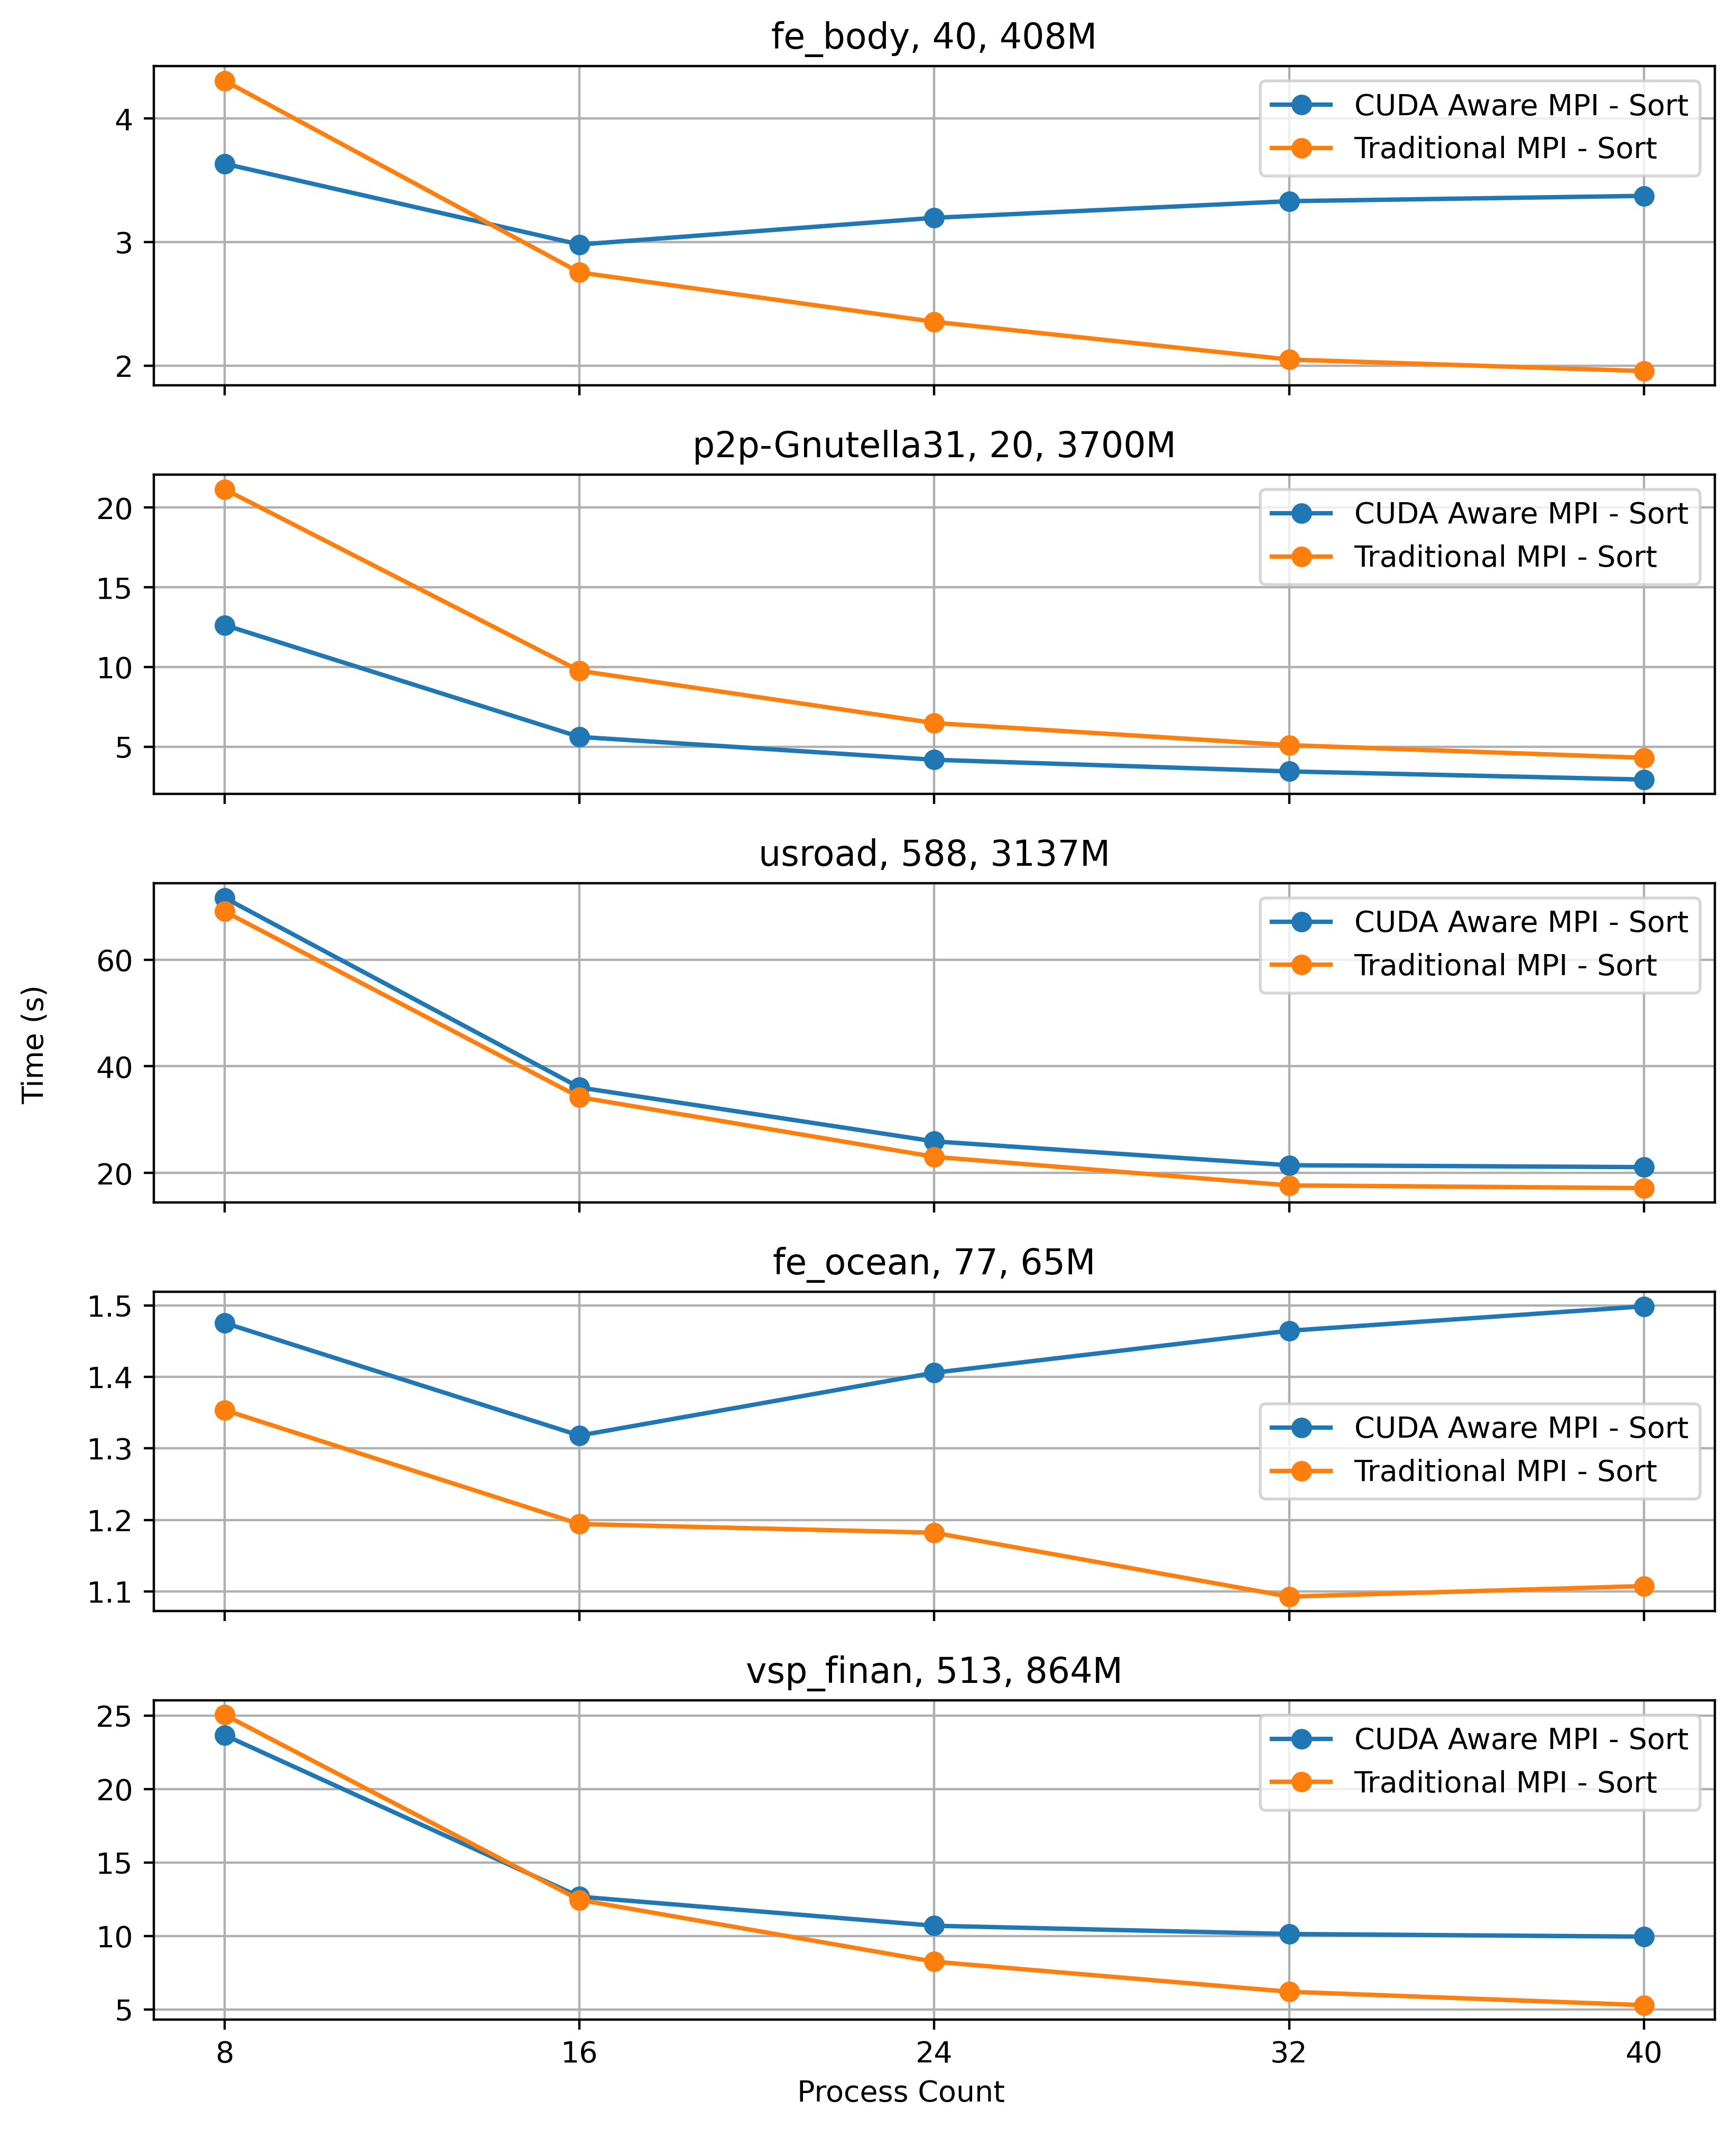 fe_body, 40, 408M
4
3
2
CUDA Aware MPI - Sort
Traditional MPI - Sort
p2p-Gnutella31, 20, 3700M
20
15
10
5
CUDA Aware MPI - Sort
Traditional MPI - Sort
usroad, 588, 3137M
60
40
20
CUDA Aware MPI - Sort
Traditional MPI - Sort
Time (s)
fe_ocean, 77, 65M
1.5
1.4
1.3
1.2
1.1
CUDA Aware MPI - Sort
Traditional MPI - Sort
vsp_finan, 513, 864M
25
20
15
10
5
CUDA Aware MPI - Sort
Traditional MPI - Sort
8 16 24 32 40
Process Count